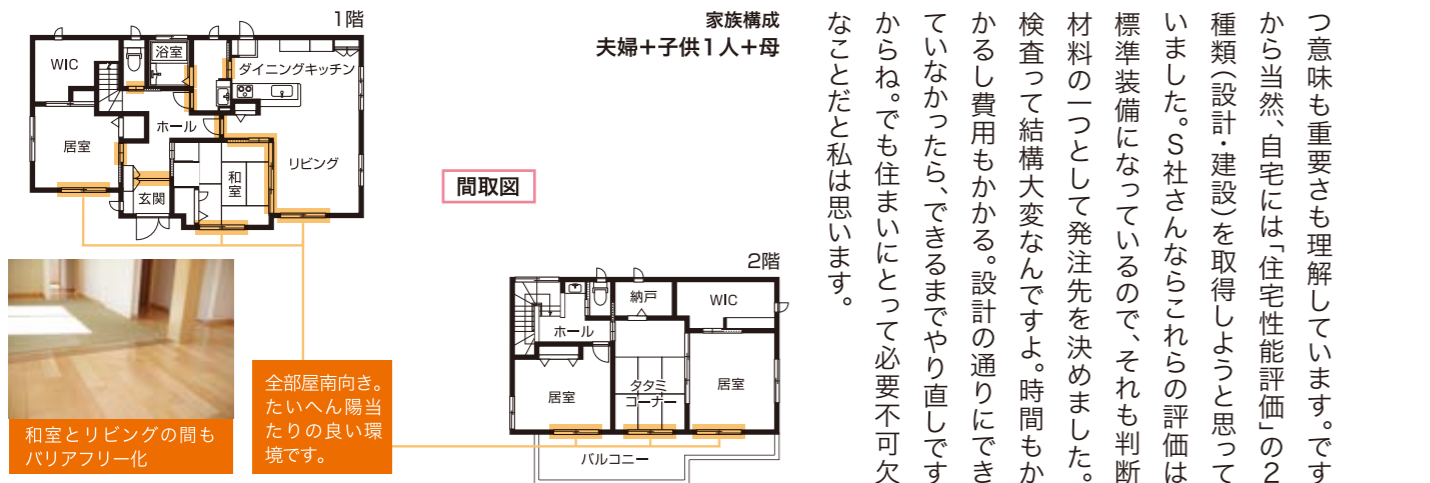 つ意味も重要さも理解しています。です
から当然、自宅には「住宅性能評価」の２
種類（設計・建設）を取得しようと思って
いました。Ｓ社さんならこれらの評価は
標準装備になっているので、それも判断
材料の一つとして発注先を決めました。
検査って結構大変なんですよ。時間もか
かるし費用もかかる。設計の通りにでき
ていなかったら、できるまでやり直しです
からね。でも住まいにとって必要不可欠
なことだと私は思います。
家族構成
夫婦＋子供１人＋母
間取図
1階
WIC
浴室
ダイニングキッチン
ホール
居室
リビング
和室
玄関
2階
納戸
WIC
ホール
居室
タタミ
コーナー
居室
バルコニー
和室とリビングの間も
バリアフリー化
全部屋南向き。
たいへん陽当
たりの良い環
境です。